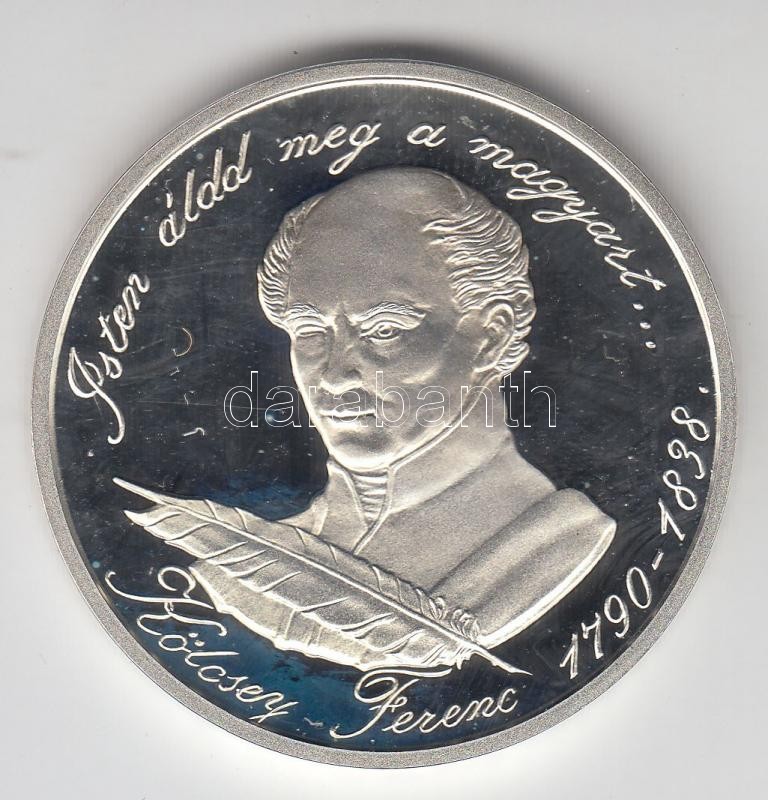 Isten áldd meg a magyart...
darabanth
Kölcsey Ferenc 1790-1838.